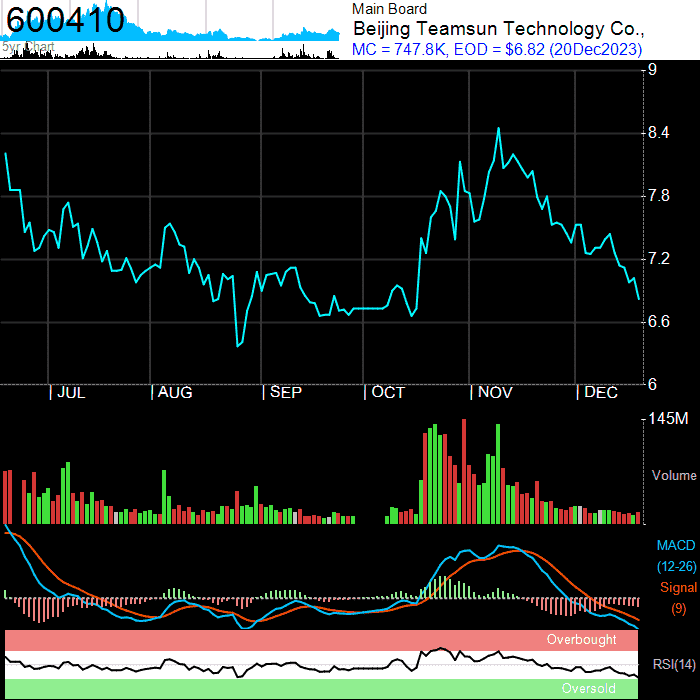 600410
5yr Chart
Main Board
Beijing Teamsun Technology Co.,
MC = 747.8K, EOD = $6.82 (20Dec2023)
9
8.4
7.8
7.2
6.6
6
| JUL | AUG | SEP | OCT | NOV | DEC
145M
Volume
MACD
(12-26)
Signal
(9)
Overbought
RSI(14)
Oversold